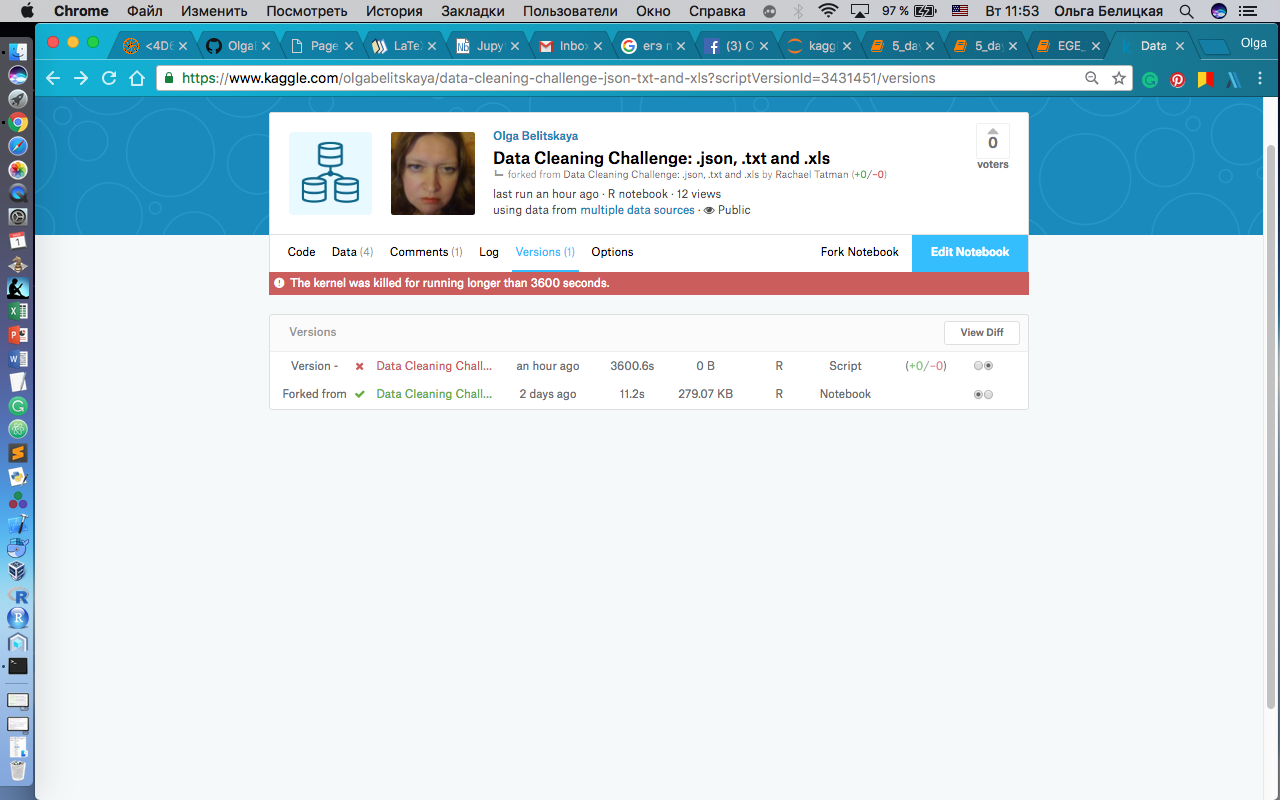 Chrome Файл Изменить Посмотреть История Закладки Пользователи Окно Справка 97 % Вт 11:53 Ольга Белицкая
<4DE Olgal Page LaTe Jupy Inbox егэ п (3) O kaggl 5_day 5_day EGE_ Data Olga
https://www.kaggle.com/olgabelitskaya/data-cleaning-challenge-json-txt-and-xls?scriptVersionId=3431451/versions
Olga Belitskaya
Data Cleaning Challenge: .json, .txt and .xls
forked from Data Cleaning Challenge: .json, .txt and .xls by Rachael Tatman (+0/−0)
last run an hour ago · R notebook · 12 views
using data from multiple data sources · Public
0
voters
Code Data (4) Comments (1) Log Versions (1) Options Fork Notebook Edit Notebook
The kernel was killed for running longer than 3600 seconds.
Versions View Diff
Version - Data Cleaning Chall... an hour ago 3600.6s 0 B R Script (+0/−0)
Forked from Data Cleaning Chall... 2 days ago 11.2s 279.07 KB R Notebook